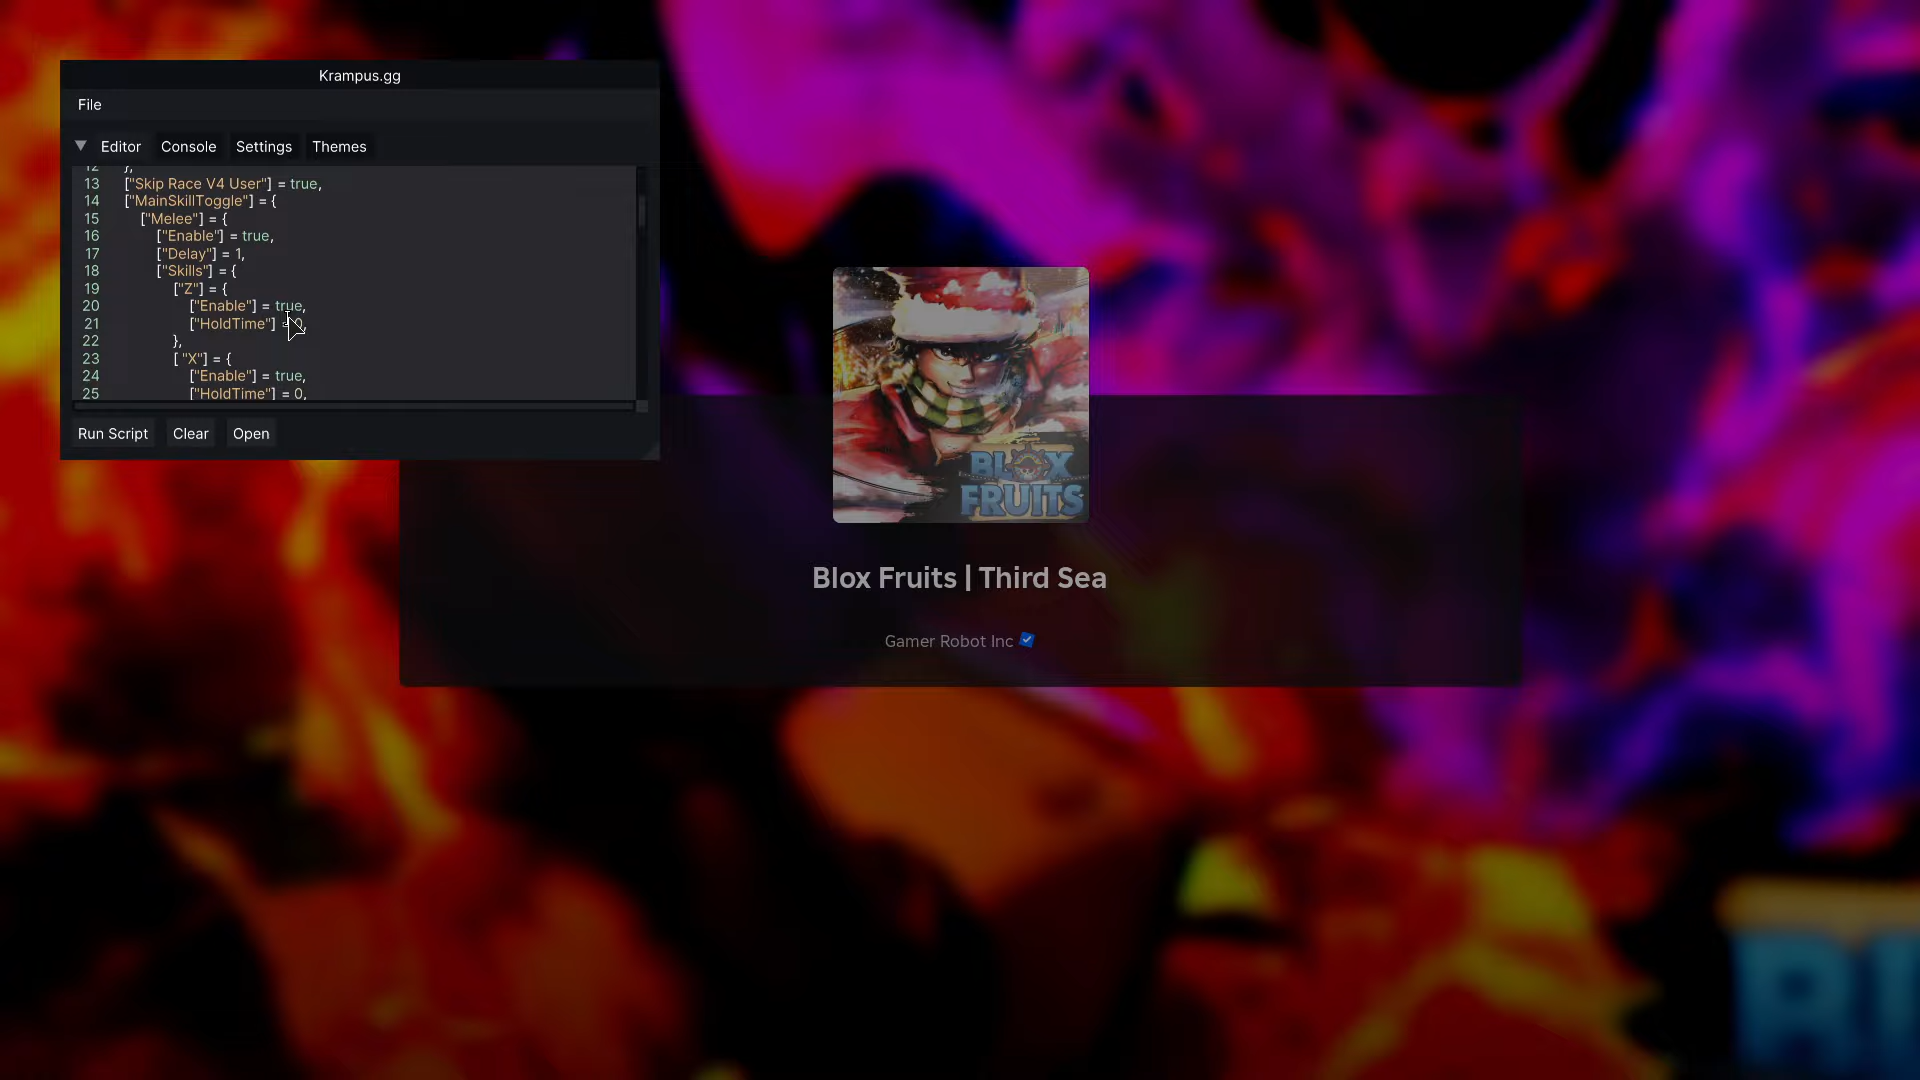 Krampus.gg
File
Editor Console Settings Themes
12 },
13 ["Skip Race V4 User"] = true,
14 ["MainSkillToggle"] = {
15 ["Melee"] = {
16 ["Enable"] = true,
17 ["Delay"] = 1,
18 ["Skills"] = {
19 ["Z"] = {
20 ["Enable"] = true,
21 ["HoldTime"] = 0,
22 },
23 [ "X"] = {
24 ["Enable"] = true,
25 ["HoldTime"] = 0,
Run Script Clear Open
BLOX
FRUITS
Blox Fruits | Third Sea
Gamer Robot Inc